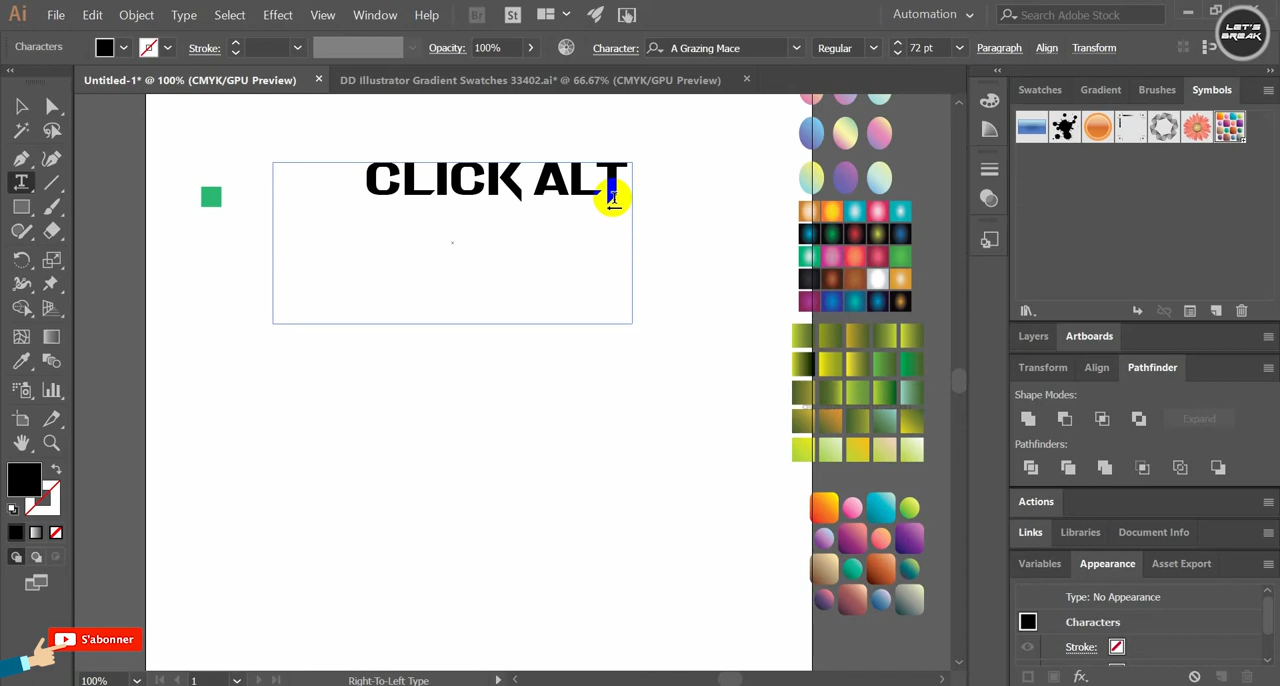 Ai File Edit Object Type Select Effect View Window Help Br St Automation Search Adobe Stock
LET'S BREAK
Characters Stroke: Opacity: 100% Character: A Grazing Mace Regular 72 pt Paragraph Align Transform
Untitled-1* @ 100% (CMYK/GPU Preview) × DD Illustrator Gradient Swatches 33402.ai* @ 66.67% (CMYK/GPU Preview) ×
Swatches Gradient Brushes Symbols
CLICK ALT
Layers Artboards
Transform Align Pathfinder
Shape Modes:
Expand
Pathfinders:
Actions
Links Libraries Document Info
Variables Appearance Asset Export
Type: No Appearance
Characters
Stroke:
S'abonner
100% 1 Right-To-Left Type
fx